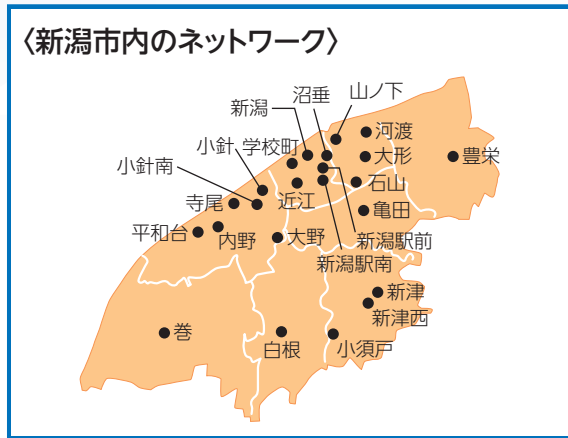 〈新潟市内のネットワーク〉
山ノ下
沼垂
新潟
河渡
学校町
小針
大形
豊栄
小針南
石山
近江
寺尾
亀田
平和台
内野
大野
新潟駅前
新潟駅南
新津
新津西
巻
白根
小須戸